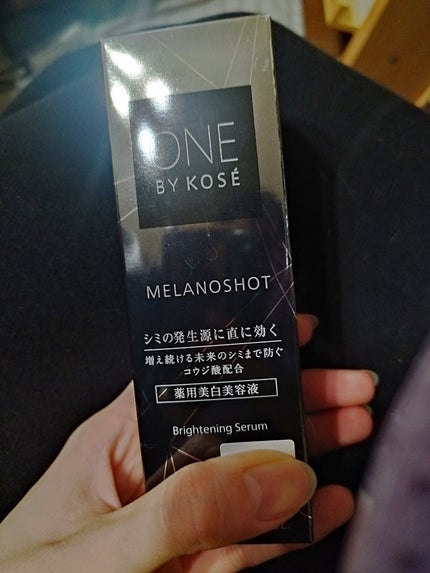 ONE
BY KOSÉ
MELANOSHOT
シミの発生源に直に効く
増え続ける未来のシミまで防ぐ
コウジ酸配合
薬用美白美容液
Brightening Serum